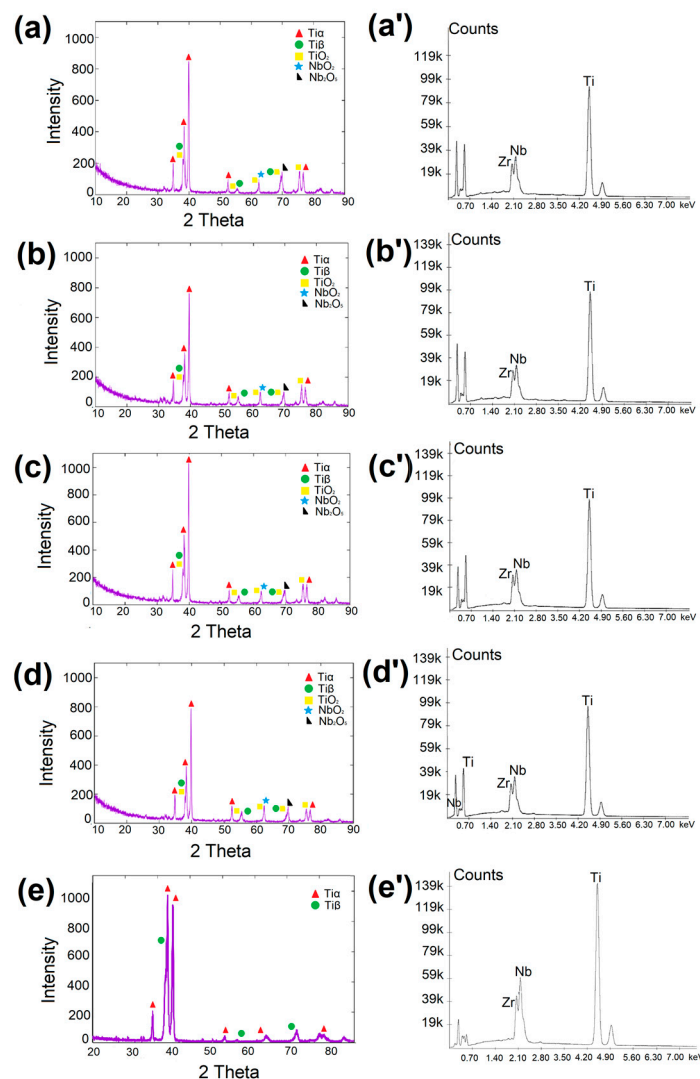 (a)
Intensity
1000
800
600
400
200
0
10 20 30 40 50 60 70 80 90
2 Theta
Tiα
Tiβ
TiO₂
NbO₂
Nb₂O₅
(a')
Counts
119k
99k
79k
59k
39k
19k
Zr Nb Ti
0.70 1.40 2.10 2.80 3.50 4.20 4.90 5.60 6.30 7.00 keV
(b)
Intensity
1000
800
600
400
200
0
10 20 30 40 50 60 70 80 90
2 Theta
Tiα
Tiβ
TiO₂
NbO₂
Nb₂O₅
(b')
Counts
139k
119k
99k
79k
59k
39k
19k
Zr Nb Ti
0.70 1.40 2.10 2.80 3.50 4.20 4.90 5.60 6.30 7.00 keV
(c)
Intensity
1000
800
600
400
200
0
10 20 30 40 50 60 70 80 90
2 Theta
Tiα
Tiβ
TiO₂
NbO₂
Nb₂O₅
(c')
Counts
139k
119k
99k
79k
59k
39k
19k
Zr Nb Ti
0.70 1.40 2.10 2.80 3.50 4.20 4.90 5.60 6.30 7.00 keV
(d)
Intensity
1000
800
600
400
200
0
10 20 30 40 50 60 70 80 90
2 Theta
Tiα
Tiβ
TiO₂
NbO₂
Nb₂O₅
(d')
Counts
139k
119k
99k
79k
59k
39k
19k
Nb Ti Zr Nb Ti
0.70 1.40 2.10 2.80 3.50 4.20 4.90 5.60 6.30 7.00 keV
(e)
Intensity
1000
800
600
400
200
0
20 30 40 50 60 70 80
2 Theta
Tiα
Tiβ
(e')
Counts
139k
119k
99k
79k
59k
39k
19k
Zr Nb Ti
0.70 1.40 2.10 2.80 3.50 4.20 4.90 5.60 6.30 7.00 keV